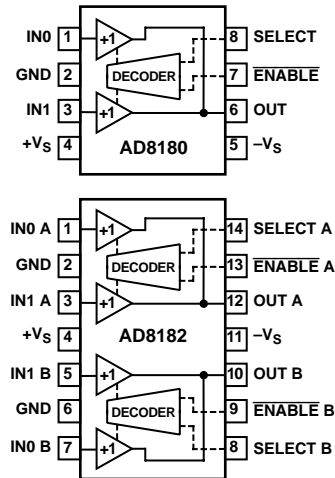 IN0 1 +1 8 SELECT
GND 2 DECODER 7 ENABLE
IN1 3 +1 6 OUT
+VS 4 AD8180 5 –VS
IN0 A 1 +1 14 SELECT A
GND 2 DECODER 13 ENABLE A
IN1 A 3 +1 12 OUT A
+VS 4 AD8182 11 –VS
IN1 B 5 +1 10 OUT B
GND 6 DECODER 9 ENABLE B
IN0 B 7 +1 8 SELECT B